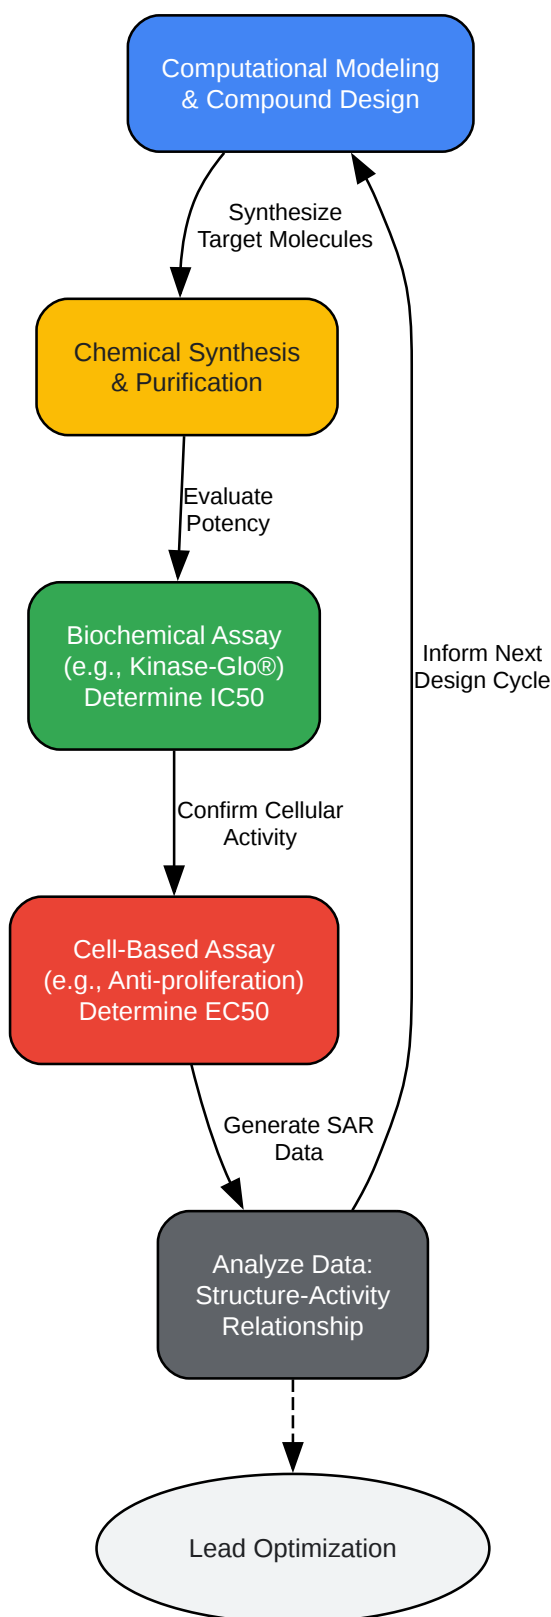 Computational Modeling
& Compound Design
Synthesize
Target Molecules
Chemical Synthesis
& Purification
Evaluate
Potency
Biochemical Assay
(e.g., Kinase-Glo®)
Determine IC50
Inform Next
Design Cycle
Confirm Cellular
Activity
Cell-Based Assay
(e.g., Anti-proliferation)
Determine EC50
Generate SAR
Data
Analyze Data:
Structure-Activity
Relationship
Lead Optimization